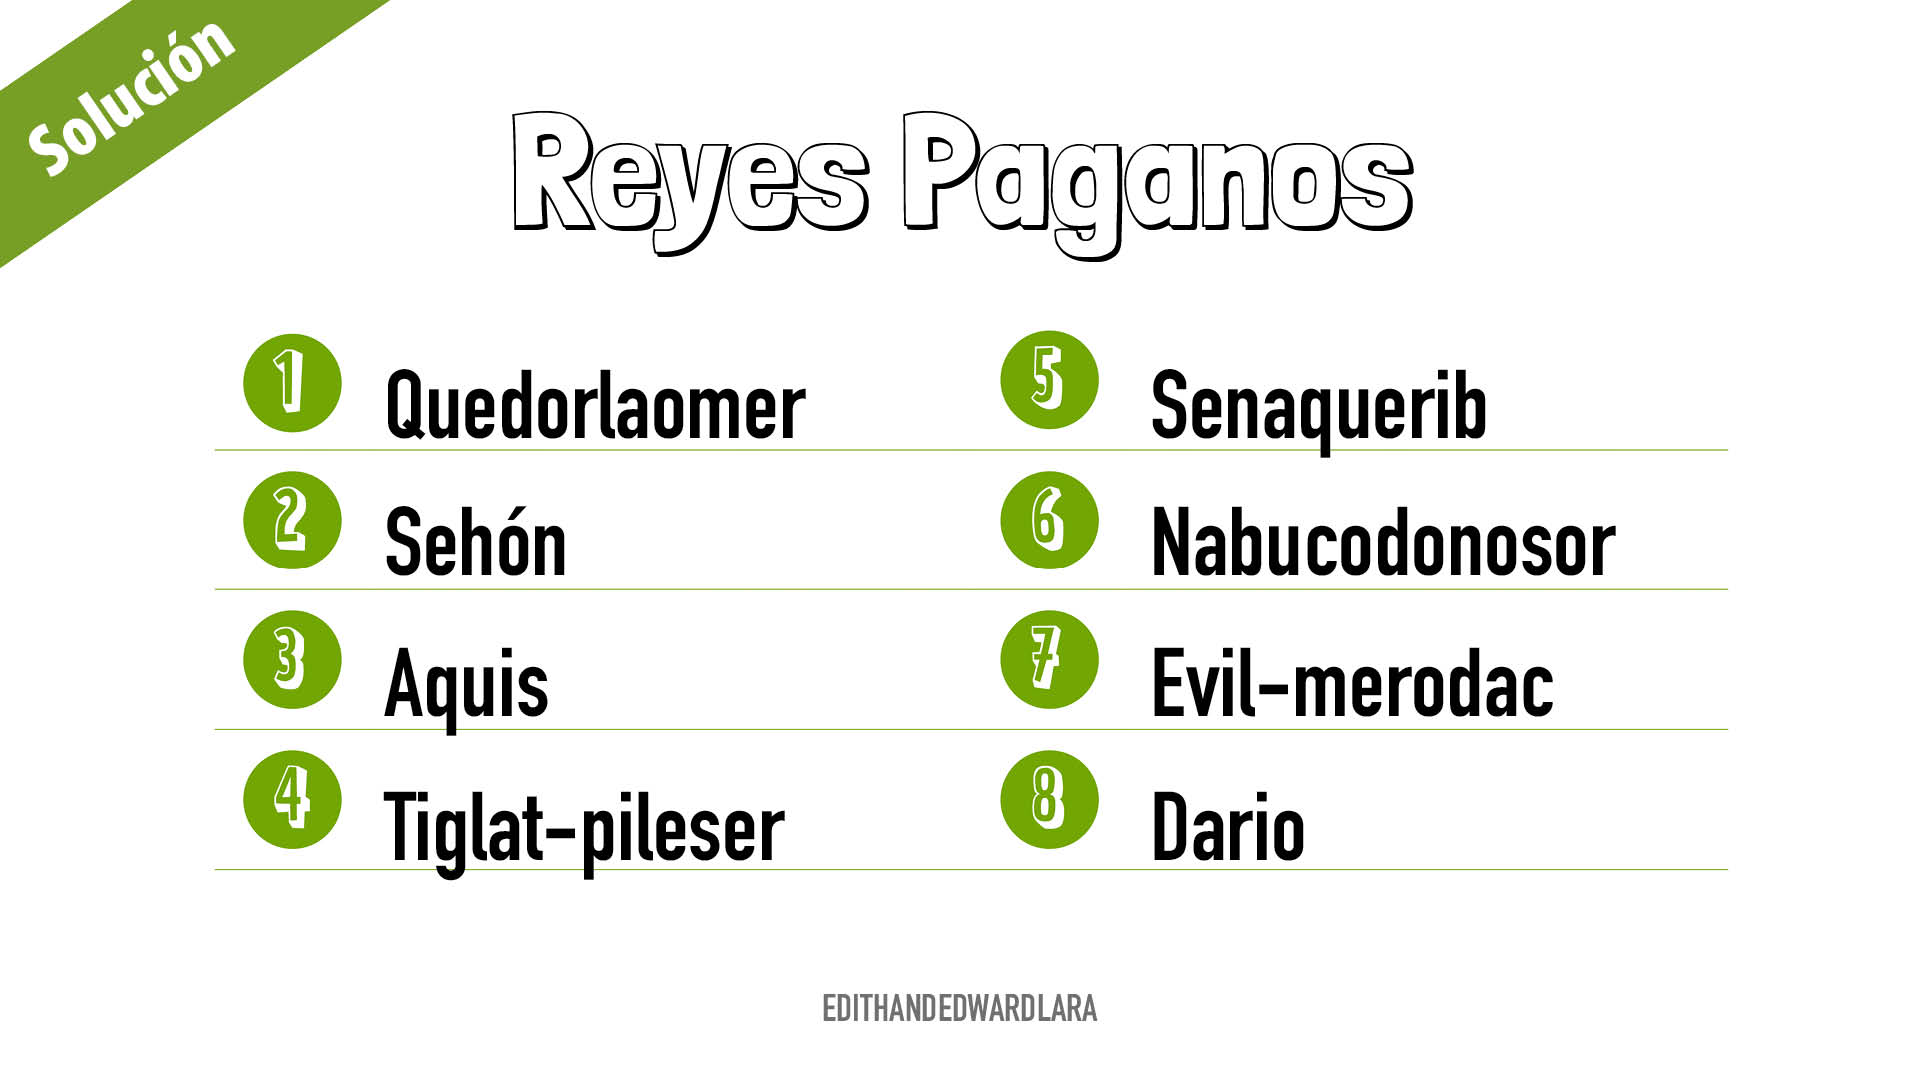 Solución
Reyes Paganos
1 Quedorlaomer
2 Sehón
3 Aquis
4 Tiglat-pileser
5 Senaquerib
6 Nabucodonosor
7 Evil-merodac
8 Dario
EDITHANDEDWARDLARA